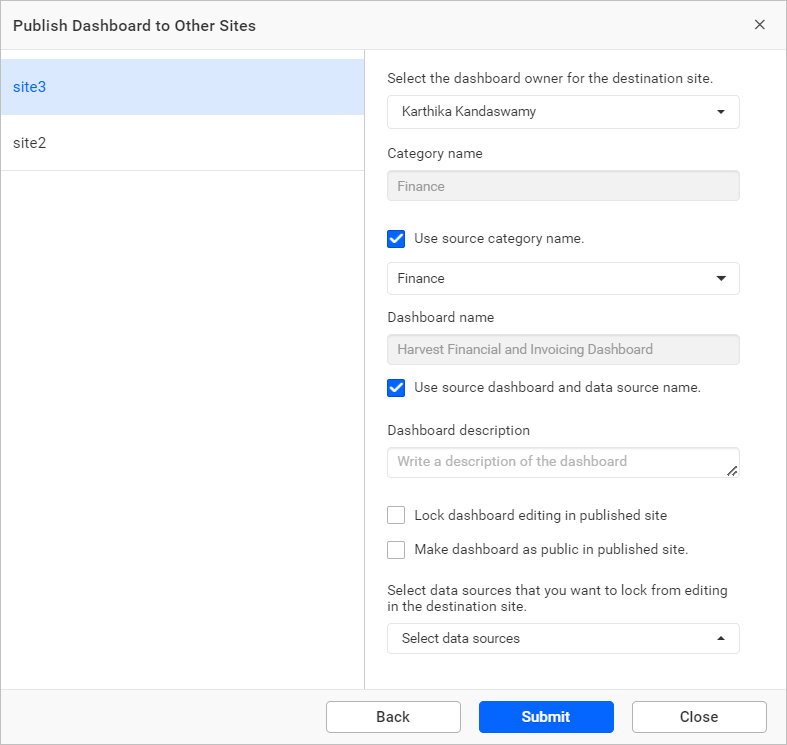 Publish Dashboard to Other Sites
site3
site2
Select the dashboard owner for the destination site.
Karthika Kandaswamy
Category name
Finance
Use source category name.
Finance
Dashboard name
Harvest Financial and Invoicing Dashboard
Use source dashboard and data source name.
Dashboard description
Write a description of the dashboard
Lock dashboard editing in published site
Make dashboard as public in published site.
Select data sources that you want to lock from editing
in the destination site.
Select data sources
Back
Submit
Close